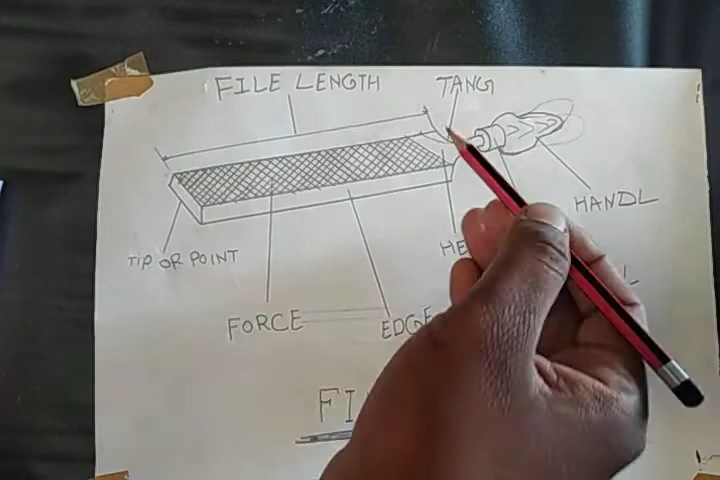 FILE LENGTH
TANG
HANDL
TIP OR POINT
FORCE
EDGE